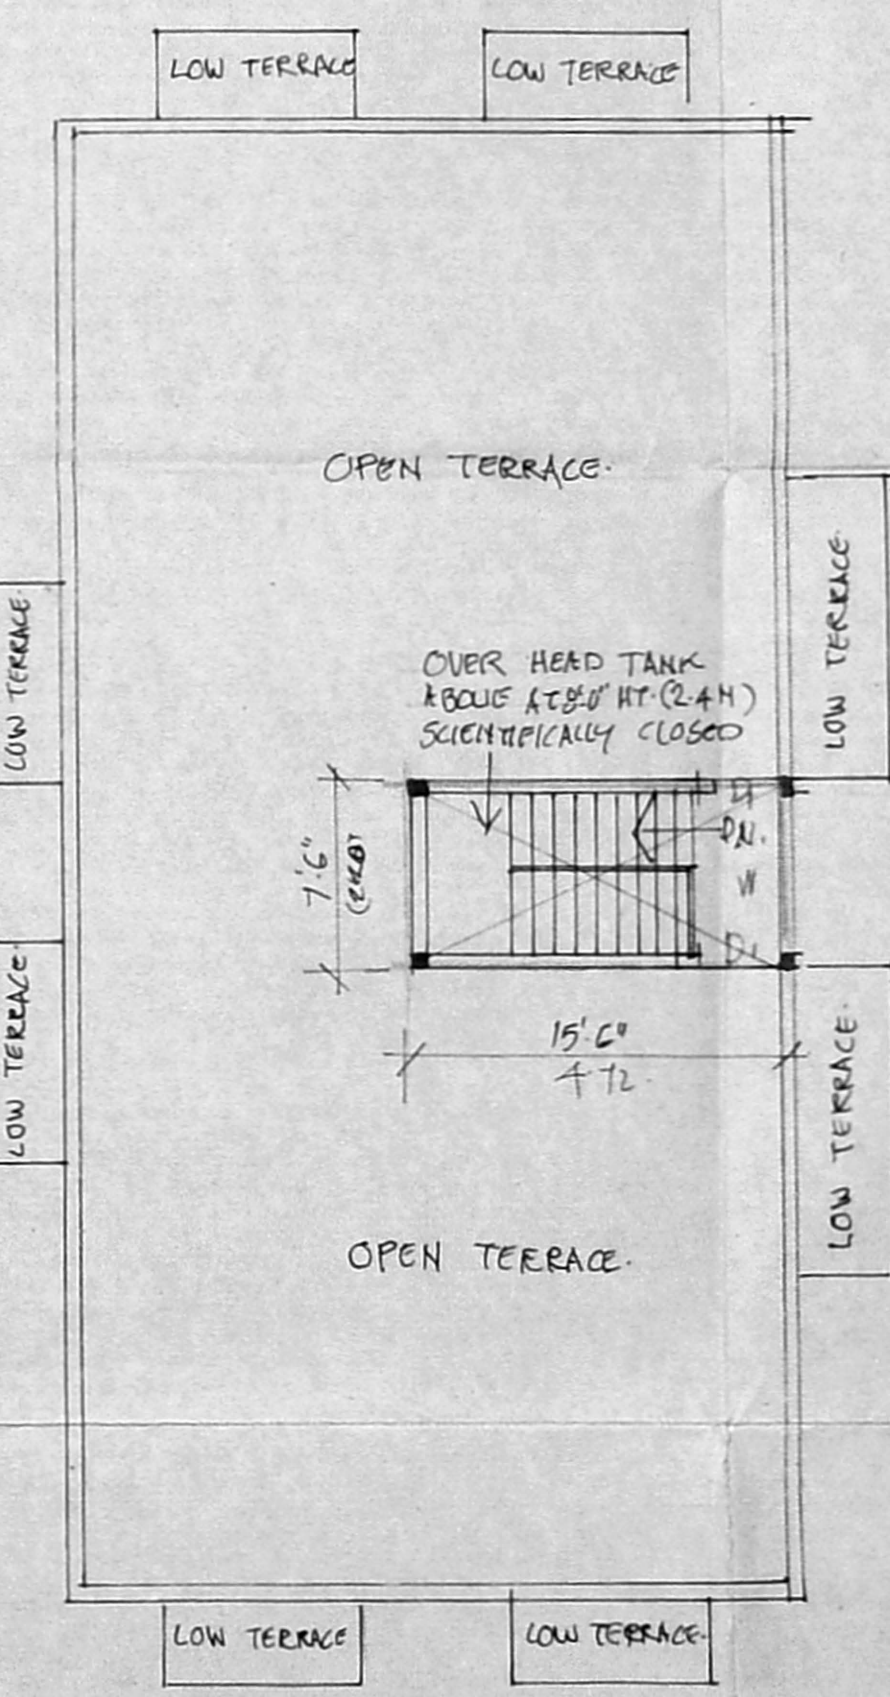 LOW TERRACE
LOW TERRACE
OPEN TERRACE.
LOW TERRACE.
LOW TERRACE.
OVER HEAD TANK
ABOVE AT 8'-0" HT. (2.4 M)
SCIENTIFICALLY CLOSED
DN.
W
D1
7'.6"
LOW TERRACE.
15'.6"
4.72.
LOW TERRACE.
OPEN TERRACE.
LOW TERRACE
LOW TERRACE.